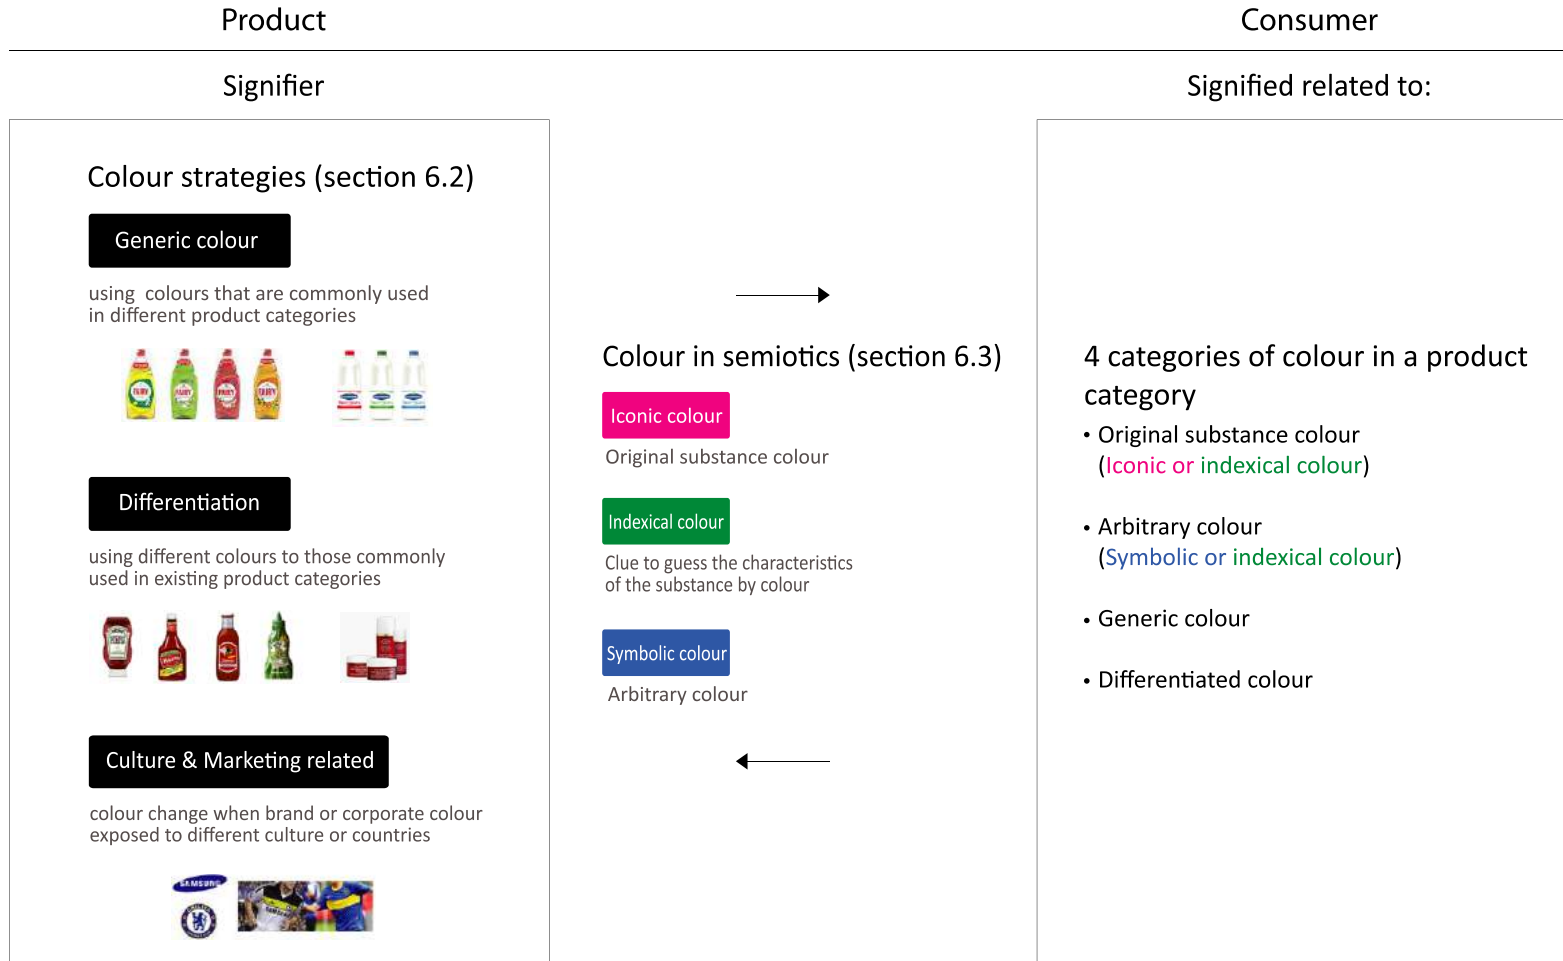 Product
Consumer
Signifier
Signified related to:
Colour strategies (section 6.2)
Generic colour
using colours that are commonly used
in different product categories
FAIRY
FAIRY
FAIRY
Differentiation
using different colours to those commonly
used in existing product categories
Culture & Marketing related
colour change when brand or corporate colour
exposed to different culture or countries
SAMSUNG
Colour in semiotics (section 6.3)
Iconic colour
Original substance colour
Indexical colour
Clue to guess the characteristics
of the substance by colour
Symbolic colour
Arbitrary colour
4 categories of colour in a product
category
• Original substance colour
(Iconic or indexical colour)
• Arbitrary colour
(Symbolic or indexical colour)
• Generic colour
• Differentiated colour